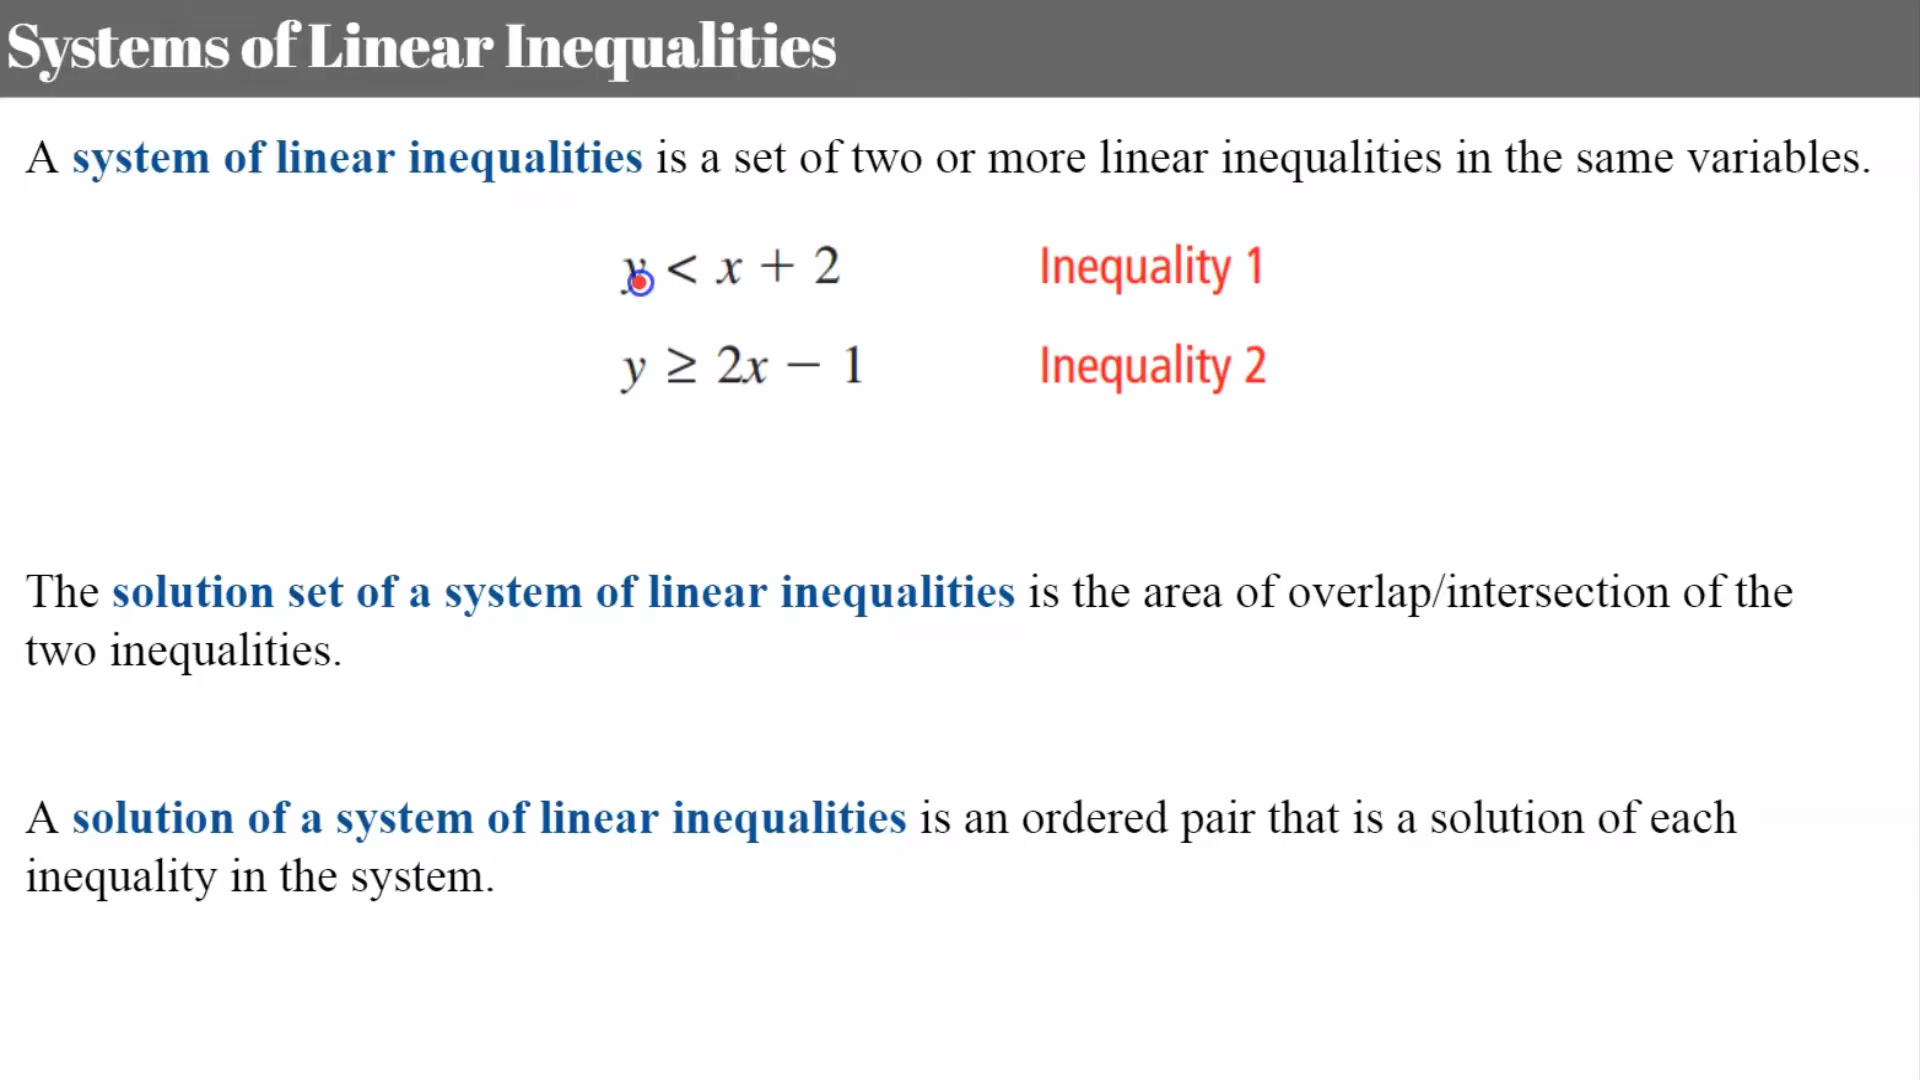 Systems of Linear Inequalities
A system of linear inequalities is a set of two or more linear inequalities in the same variables.
y < x + 2 Inequality 1
y ≥ 2x − 1 Inequality 2
The solution set of a system of linear inequalities is the area of overlap/intersection of the
two inequalities.
A solution of a system of linear inequalities is an ordered pair that is a solution of each
inequality in the system.